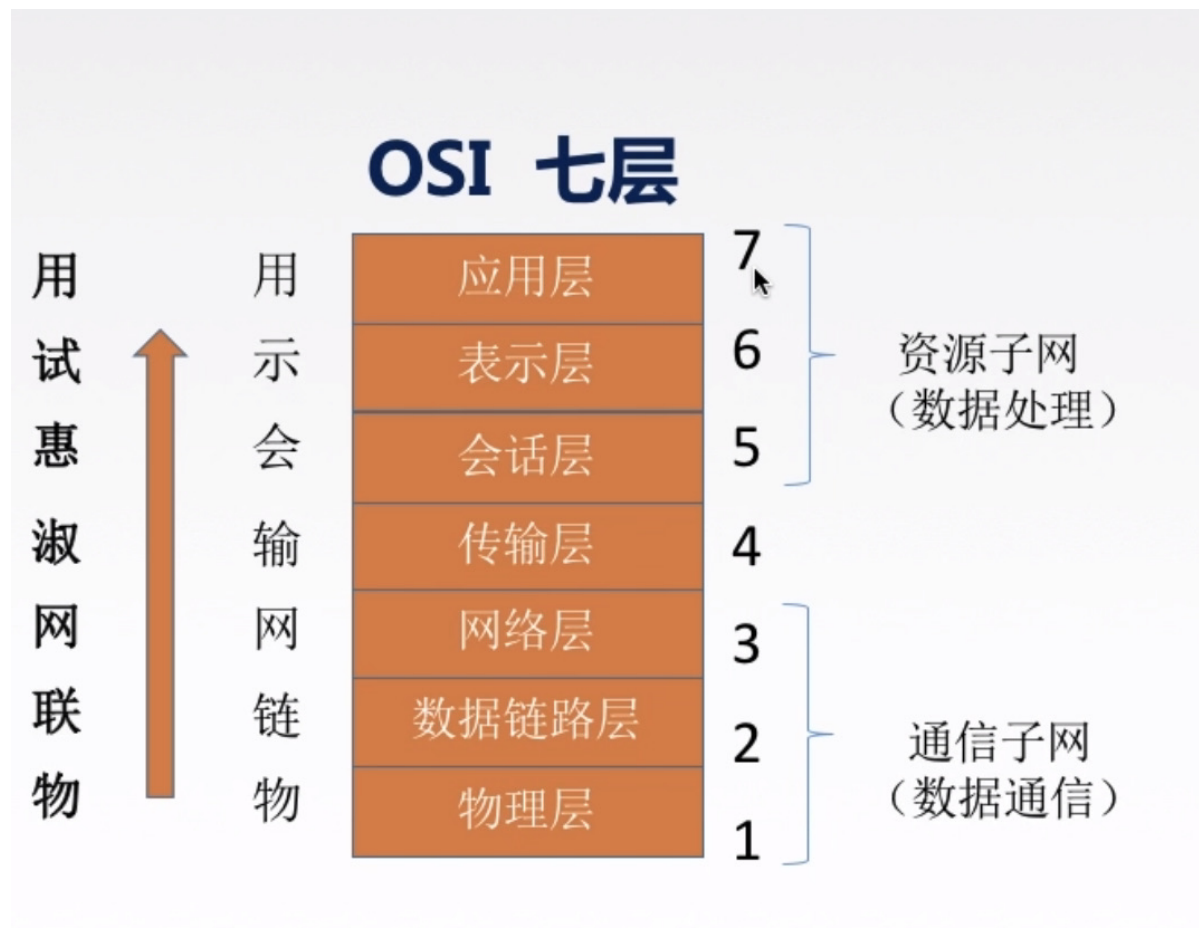 OSI 七层
用 用 应用层 7
试 示 表示层 6
惠 会 会话层 5
淑 输 传输层 4
网 网 网络层 3
联 链 数据链路层 2
物 物 物理层 1
资源子网
（数据处理）
通信子网
（数据通信）